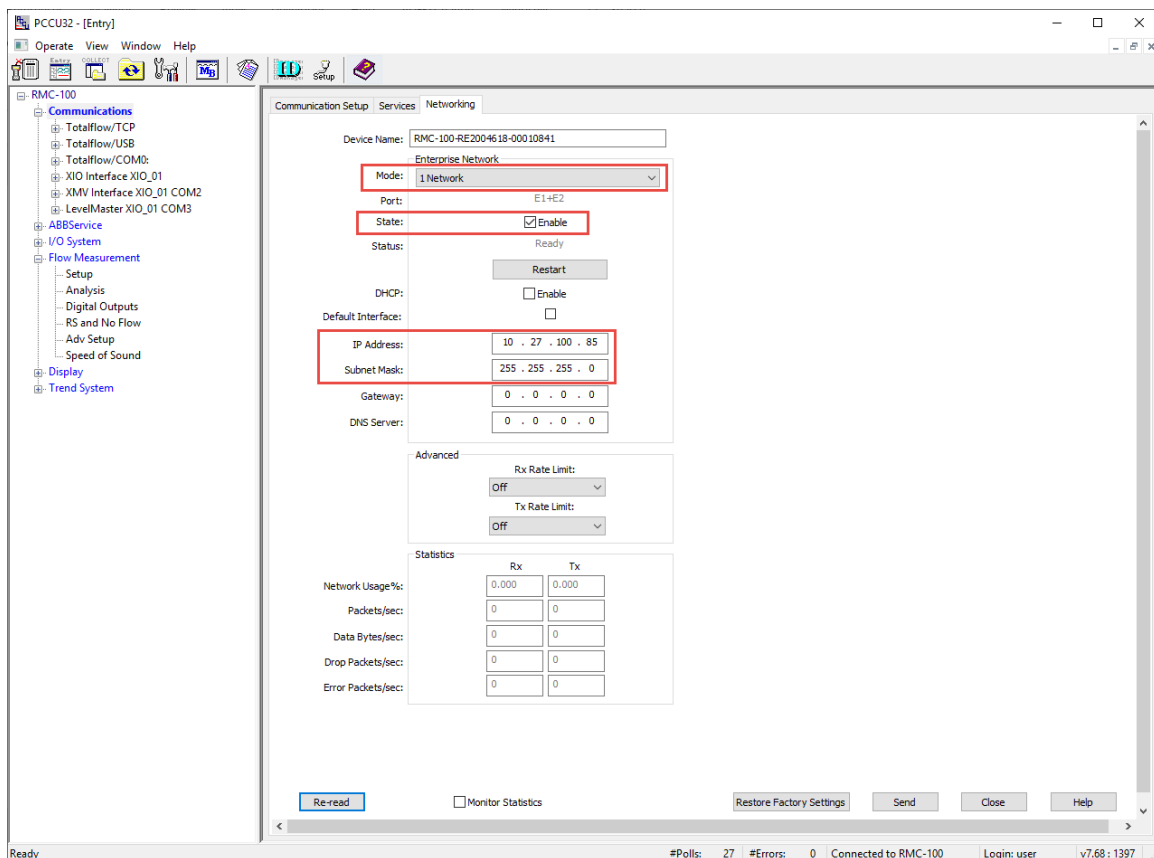 PCCU32 - [Entry]
Operate View Window Help
Entry COLLECT MB Setup
RMC-100
Communications
Totalflow/TCP
Totalflow/USB
Totalflow/COM0:
XIO Interface XIO_01
XMV Interface XIO_01 COM2
LevelMaster XIO_01 COM3
ABBService
I/O System
Flow Measurement
Setup
Analysis
Digital Outputs
RS and No Flow
Adv Setup
Speed of Sound
Display
Trend System
Communication Setup Services Networking
Device Name: RMC-100-RE2004618-00010841
Enterprise Network
Mode: 1 Network
Port: E1+E2
State: Enable
Status: Ready
Restart
DHCP: Enable
Default Interface:
IP Address: 10 . 27 . 100 . 85
Subnet Mask: 255 . 255 . 255 . 0
Gateway: 0 . 0 . 0 . 0
DNS Server: 0 . 0 . 0 . 0
Advanced
Rx Rate Limit:
Off
Tx Rate Limit:
Off
Statistics
Rx Tx
Network Usage%: 0.000 0.000
Packets/sec: 0 0
Data Bytes/sec: 0 0
Drop Packets/sec: 0 0
Error Packets/sec: 0 0
Re-read Monitor Statistics Restore Factory Settings Send Close Help
Ready #Polls: 27 #Errors: 0 Connected to RMC-100 Login: user v7.68 : 1397